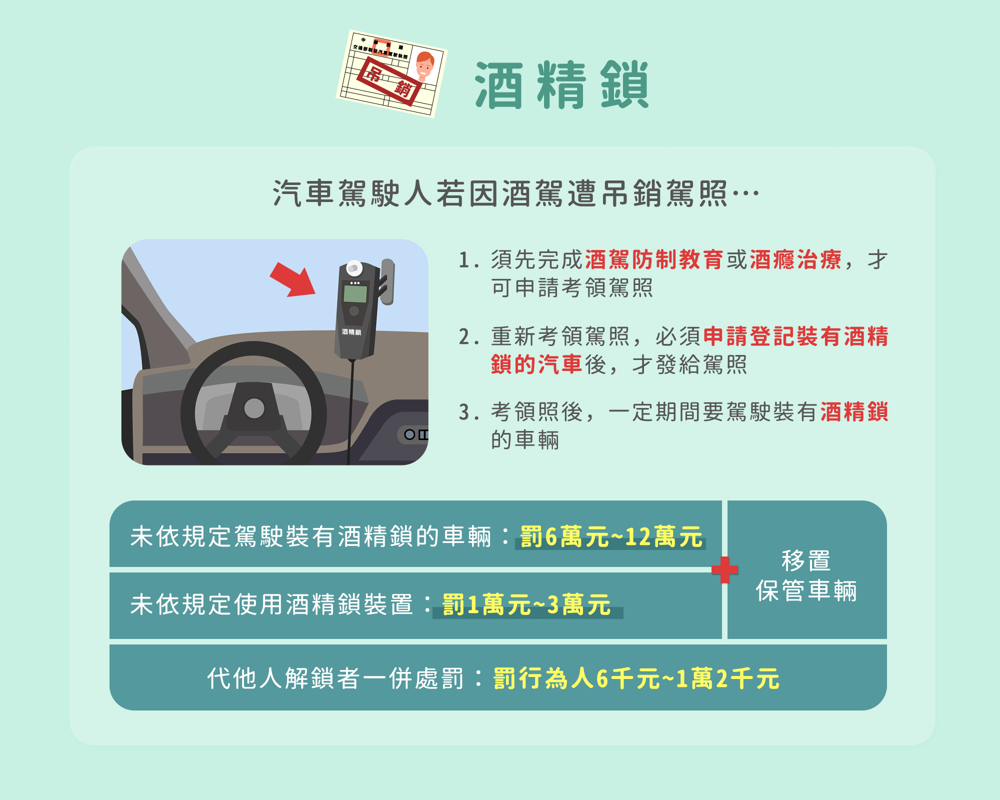 中華民國
交通部製發汽車駕駛執照
吊銷
酒精鎖
汽車駕駛人若因酒駕遭吊銷駕照…
酒精鎖
1. 須先完成酒駕防制教育或酒癮治療，才
可申請考領駕照
2. 重新考領駕照，必須申請登記裝有酒精
鎖的汽車後，才發給駕照
3. 考領照後，一定期間要駕駛裝有酒精鎖
的車輛
未依規定駕駛裝有酒精鎖的車輛：罰6萬元~12萬元
未依規定使用酒精鎖裝置：罰1萬元~3萬元
移置
保管車輛
代他人解鎖者一併處罰：罰行為人6千元~1萬2千元